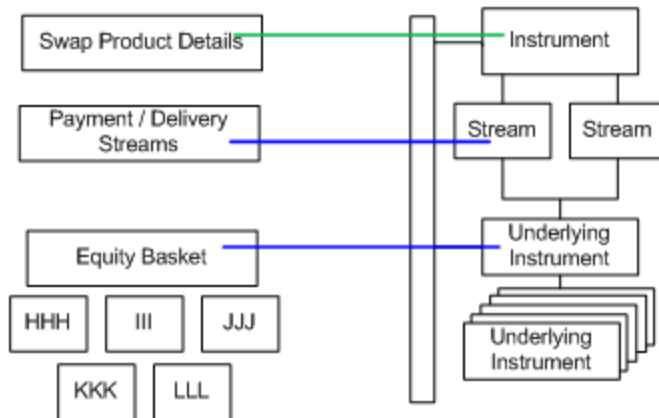 Swap Product Details
Instrument
Payment / Delivery
Streams
Stream
Stream
Equity Basket
Underlying
Instrument
HHH
III
JJJ
Underlying
Instrument
KKK
LLL